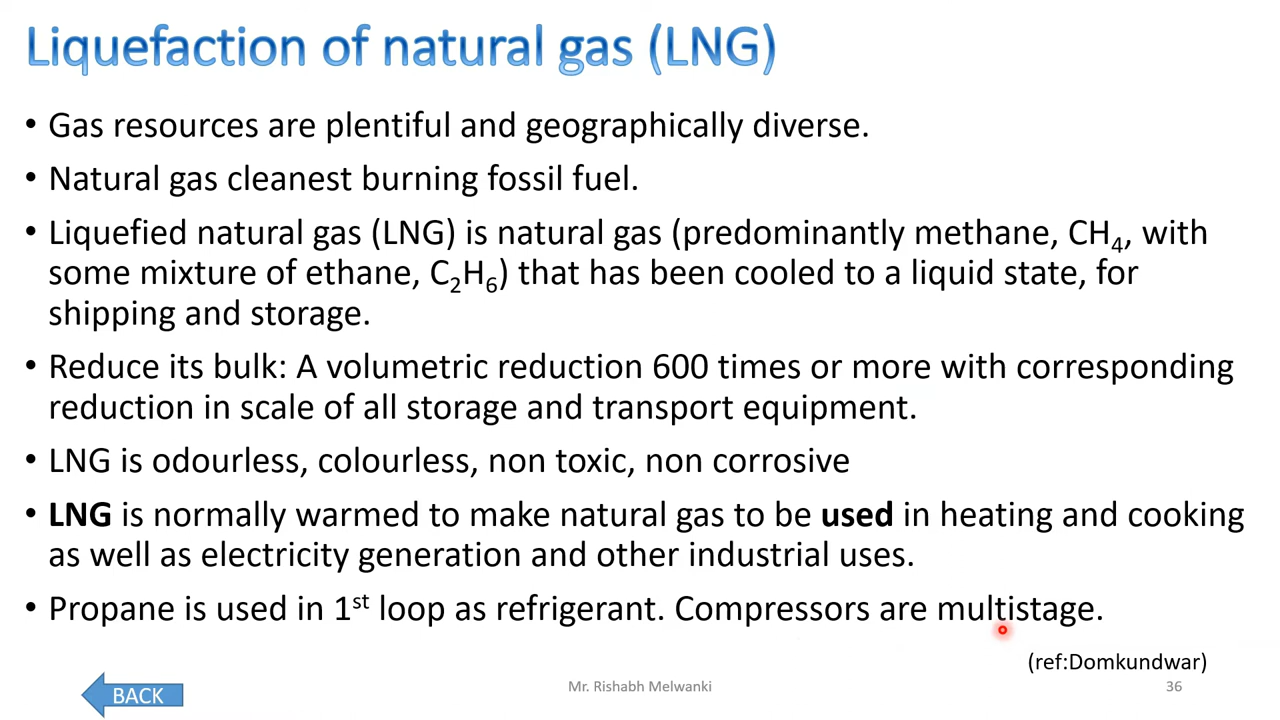 Liquefaction of natural gas (LNG)
• Gas resources are plentiful and geographically diverse.
• Natural gas cleanest burning fossil fuel.
• Liquefied natural gas (LNG) is natural gas (predominantly methane, CH₄, with
some mixture of ethane, C₂H₆) that has been cooled to a liquid state, for
shipping and storage.
• Reduce its bulk: A volumetric reduction 600 times or more with corresponding
reduction in scale of all storage and transport equipment.
• LNG is odourless, colourless, non toxic, non corrosive
• LNG is normally warmed to make natural gas to be used in heating and cooking
as well as electricity generation and other industrial uses.
• Propane is used in 1ˢᵗ loop as refrigerant. Compressors are multistage.
(ref:Domkundwar)
BACK
Mr. Rishabh Melwanki
36